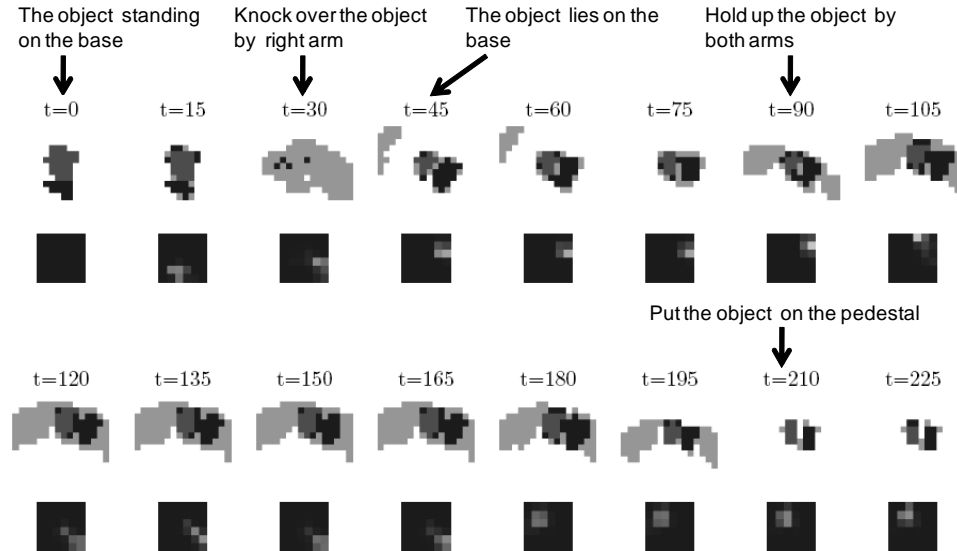 The object standing
on the base
Knock over the object
by right arm
The object lies on the
base
Hold up the object by
both arms
t=0 t=15 t=30 t=45 t=60 t=75 t=90 t=105
Put the object on the pedestal
t=120 t=135 t=150 t=165 t=180 t=195 t=210 t=225